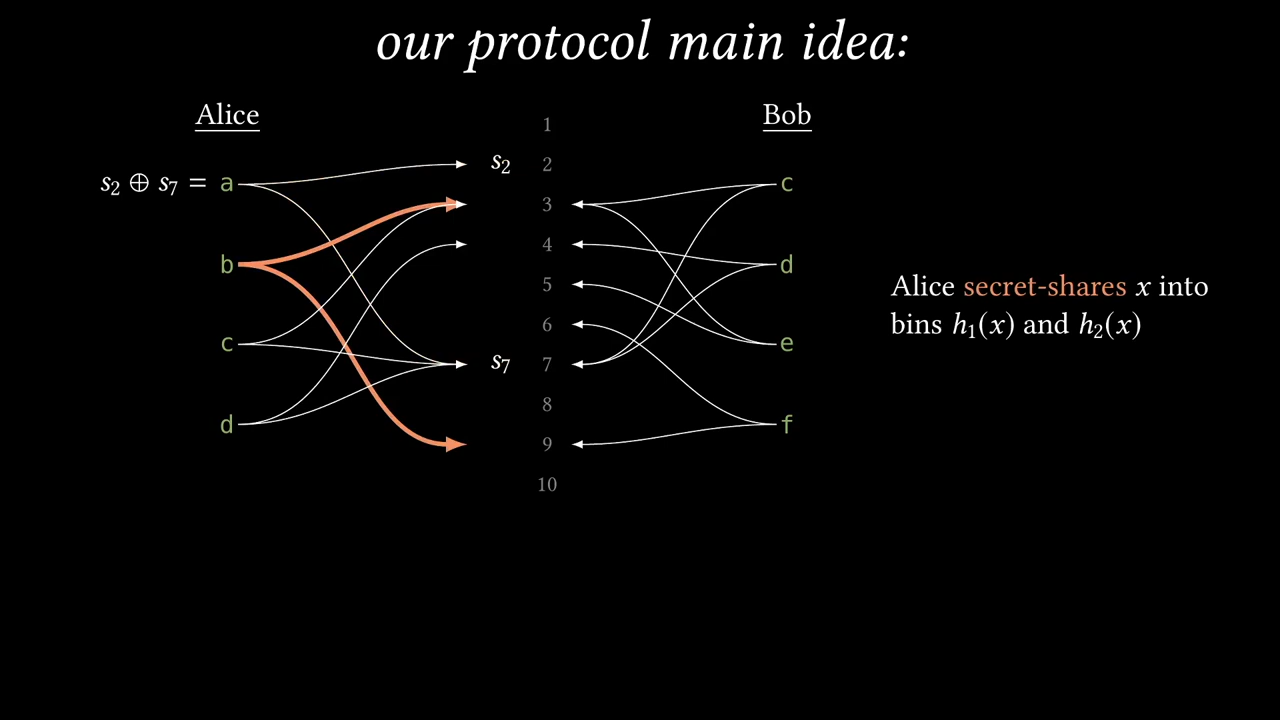 our protocol main idea:
Alice
Bob
1
s₂ 2
s₂ ⊕ s₇ = a
c
3
4
b
d
5
Alice secret-shares x into
bins h₁(x) and h₂(x)
6
c
e
s₇ 7
8
d
f
9
10